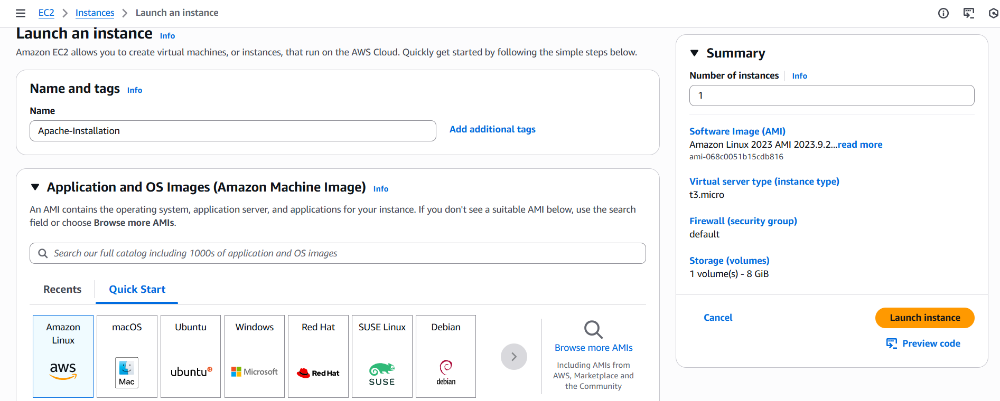 EC2 > Instances > Launch an instance
Launch an instance Info
Amazon EC2 allows you to create virtual machines, or instances, that run on the AWS Cloud. Quickly get started by following the simple steps below.
Name and tags Info
Name
Apache-Installation
Add additional tags
Application and OS Images (Amazon Machine Image) Info
An AMI contains the operating system, application server, and applications for your instance. If you don't see a suitable AMI below, use the search
field or choose Browse more AMIs.
Search our full catalog including 1000s of application and OS images
Recents
Quick Start
Amazon
Linux
aws
macOS
Mac
Ubuntu
ubuntu
Windows
Microsoft
Red Hat
Red Hat
SUSE Linux
SUSE
Debian
debian
Browse more AMIs
Including AMIs from
AWS, Marketplace and
the Community
Summary
Number of instances Info
1
Software Image (AMI)
Amazon Linux 2023 AMI 2023.9.2...read more
ami-068c0051b15cdb816
Virtual server type (instance type)
t3.micro
Firewall (security group)
default
Storage (volumes)
1 volume(s) - 8 GiB
Cancel
Launch instance
Preview code